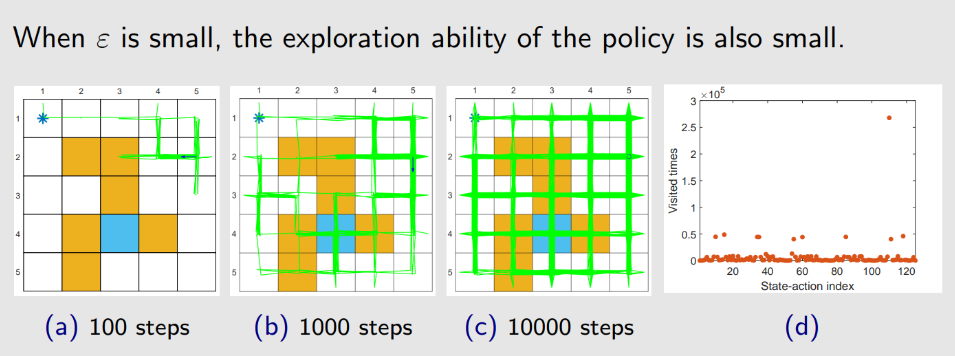 When ε is small, the exploration ability of the policy is also small.
1 2 3 4 5
1
2
3
4
5
1 2 3 4 5
1
2
3
4
5
1 2 3 4 5
1
2
3
4
5
×10⁵
3
2.5
2
1.5
1
0.5
0
Visited times
20 40 60 80 100 120
State-action index
(a) 100 steps
(b) 1000 steps
(c) 10000 steps
(d)